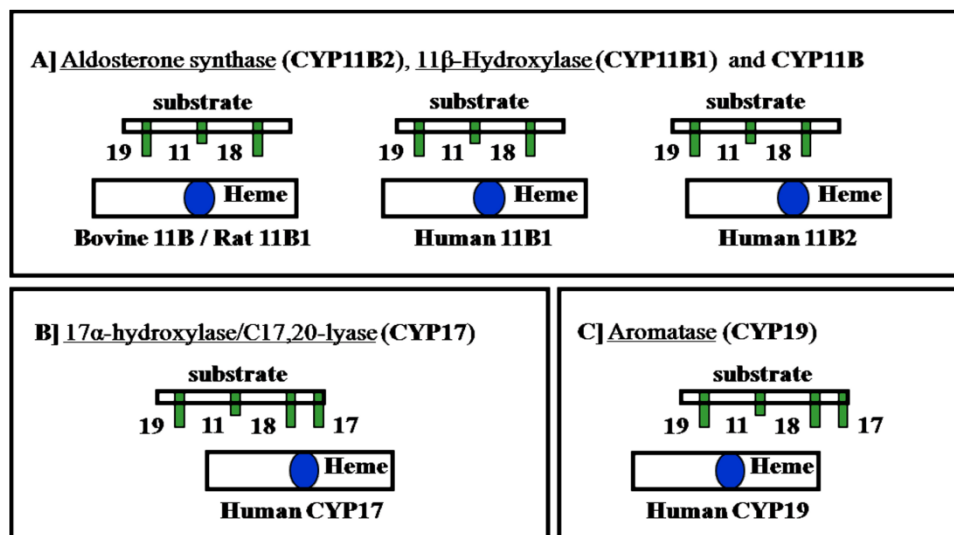 A] Aldosterone synthase (CYP11B2), 11β-Hydroxylase (CYP11B1) and CYP11B
substrate substrate substrate
19 11 18 19 11 18 19 11 18
Heme Heme Heme
Bovine 11B / Rat 11B1 Human 11B1 Human 11B2
B] 17α-hydroxylase/C17,20-lyase (CYP17)
substrate
19 11 18 17
Heme
Human CYP17
C] Aromatase (CYP19)
substrate
19 11 18 17
Heme
Human CYP19